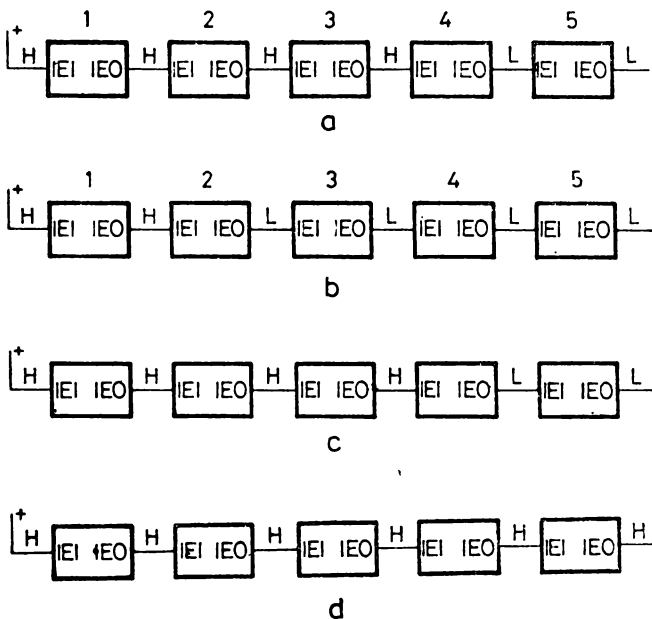 1 2 3 4 5
+ H IEI IEO H IEI IEO H IEI IEO H IEI IEO L IEI IEO L
a
1 2 3 4 5
+ H IEI IEO H IEI IEO L IEI IEO L IEI IEO L IEI IEO L
b
+ H IEI IEO H IEI IEO H IEI IEO H IEI IEO L IEI IEO L
c
+ H IEI IEO H IEI IEO H IEI IEO H IEI IEO H IEI IEO H
d